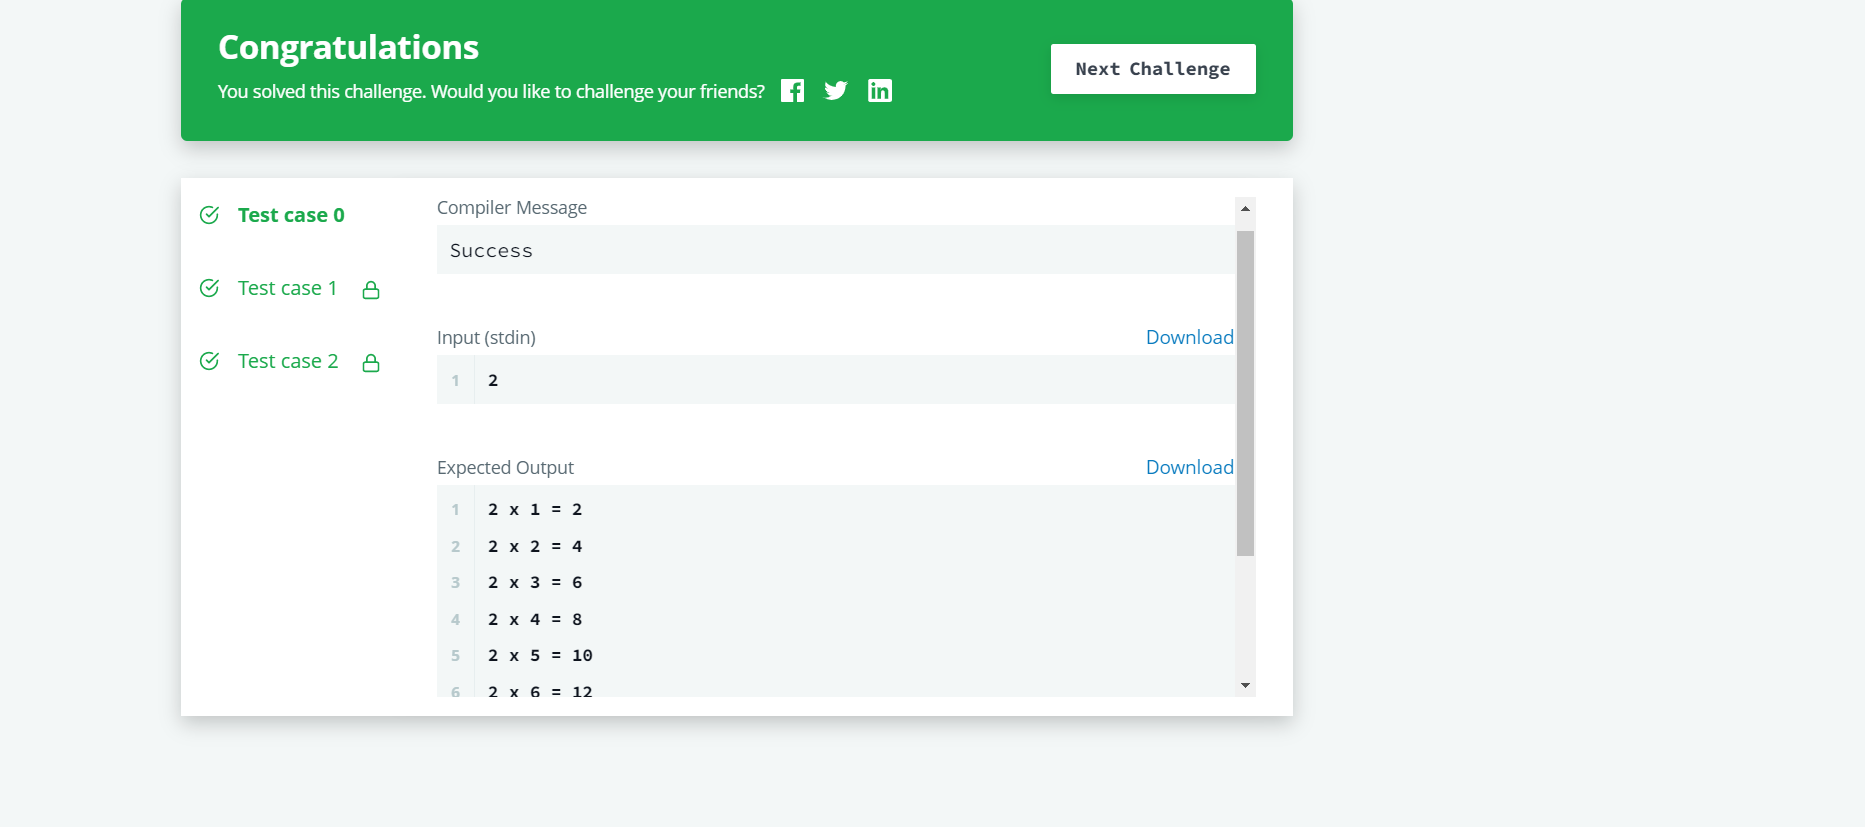 Congratulations
You solved this challenge. Would you like to challenge your friends?
Next Challenge
Test case 0
Test case 1
Test case 2
Compiler Message
Success
Input (stdin)
Download
1 2
Expected Output
Download
1 2 x 1 = 2
2 2 x 2 = 4
3 2 x 3 = 6
4 2 x 4 = 8
5 2 x 5 = 10
6 2 x 6 = 12